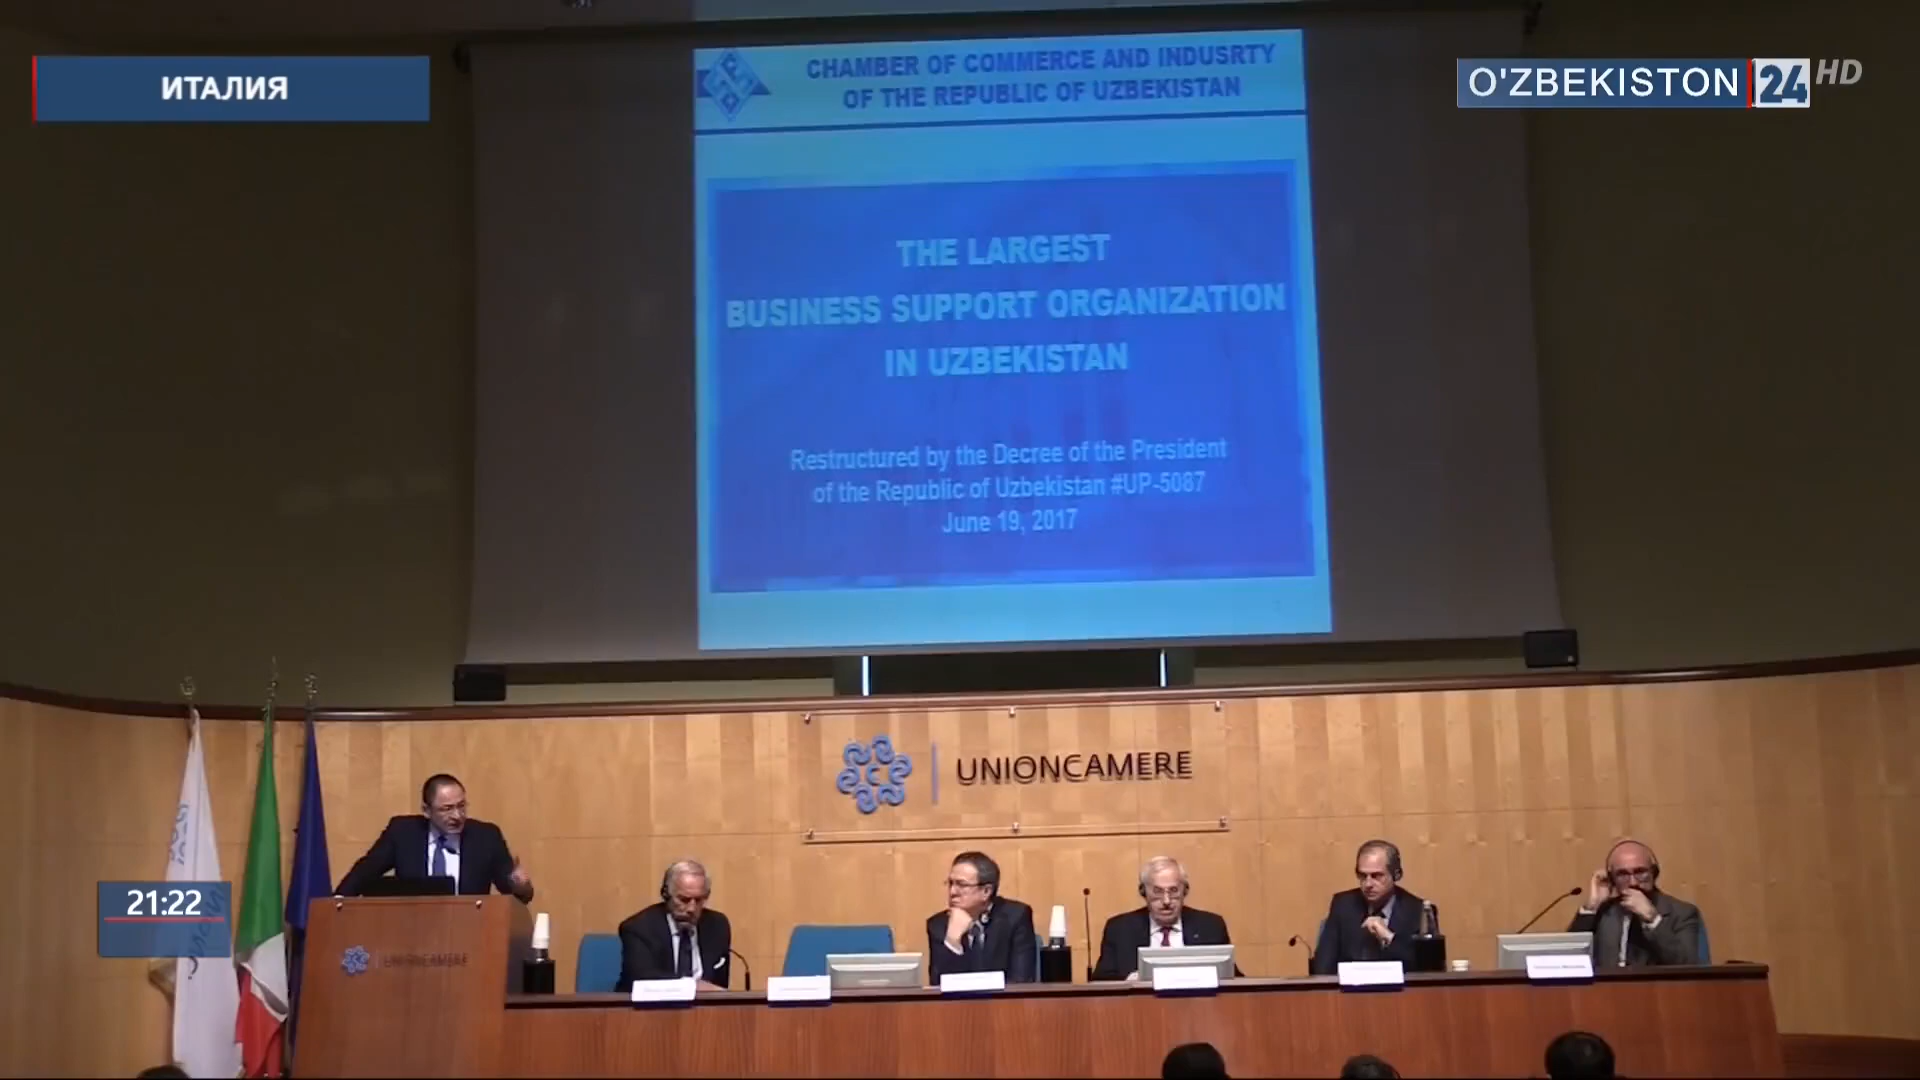 ИТАЛИЯ
O'ZBEKISTON 24 HD
CHAMBER OF COMMERCE AND INDUSRTY
OF THE REPUBLIC OF UZBEKISTAN
THE LARGEST
BUSINESS SUPPORT ORGANIZATION
IN UZBEKISTAN
Restructured by the Decree of the President
of the Republic of Uzbekistan #UP-5087
June 19, 2017
UNIONCAMERE
21:22
UNIONCAMERE